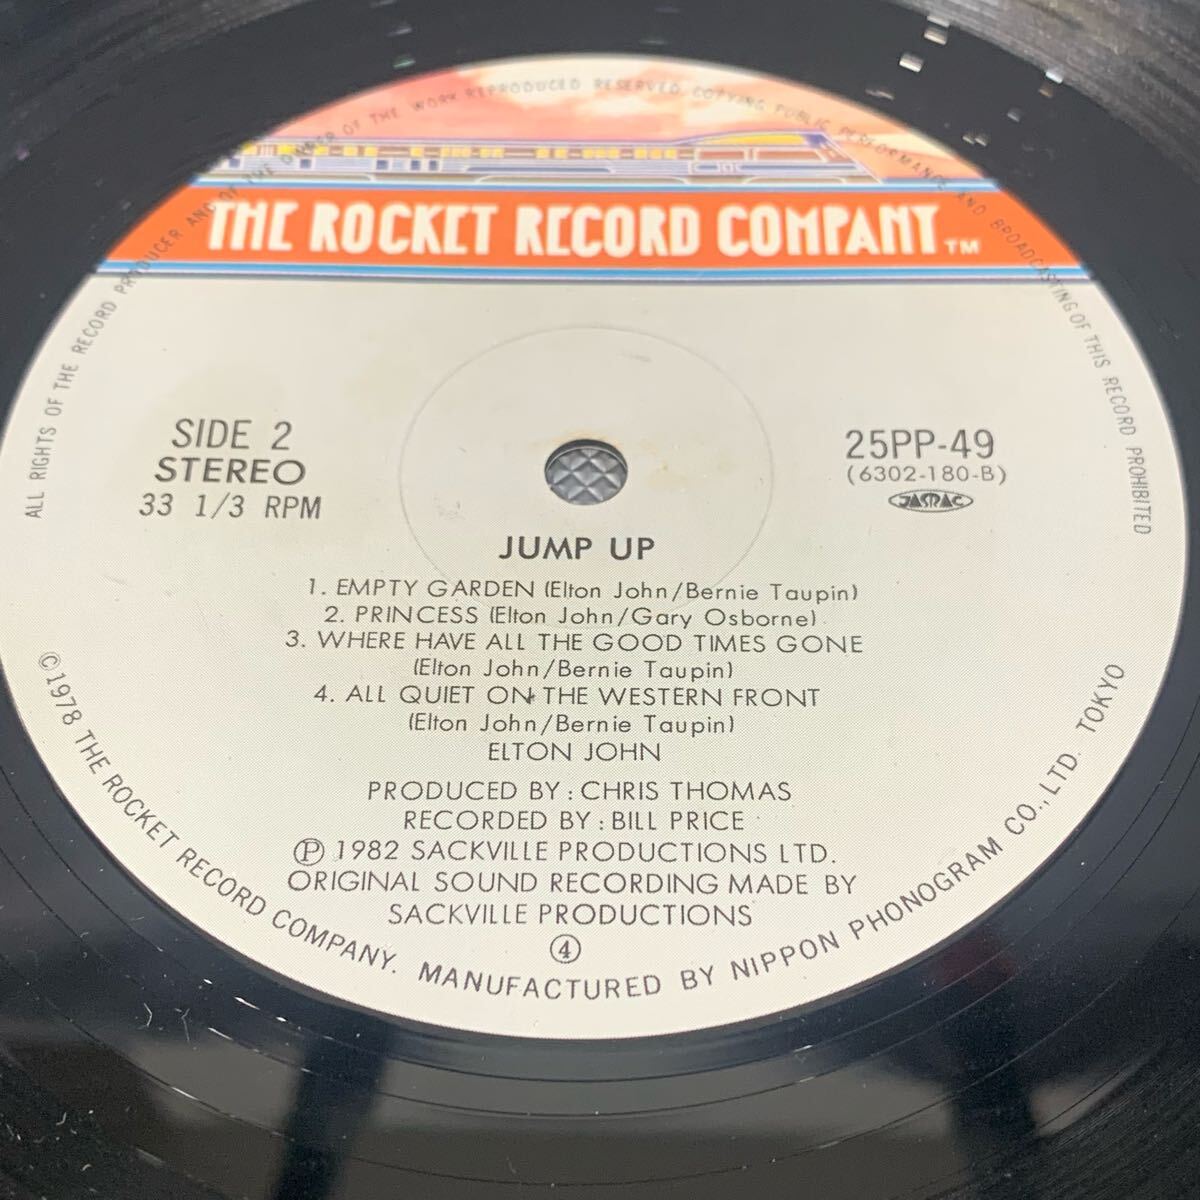 ALL RIGHTS OF THE RECORD PRODUCER AND OF THE OWNER OF THE WORK REPRODUCED RESERVED. COPYING, PUBLIC PERFORMANCE AND BROADCASTING OF THIS RECORD PROHIBITED
THE ROCKET RECORD COMPANY TM
SIDE 2
STEREO
33 1/3 RPM
25PP-49
(6302-180-B)
JASRAC
JUMP UP
1. EMPTY GARDEN (Elton John/Bernie Taupin)
2. PRINCESS (Elton John/Gary Osborne)
3. WHERE HAVE ALL THE GOOD TIMES GONE
(Elton John/Bernie Taupin)
4. ALL QUIET ON THE WESTERN FRONT
(Elton John/Bernie Taupin)
ELTON JOHN
PRODUCED BY : CHRIS THOMAS
RECORDED BY : BILL PRICE
Ⓟ 1982 SACKVILLE PRODUCTIONS LTD.
ORIGINAL SOUND RECORDING MADE BY
SACKVILLE PRODUCTIONS
④
©1978 THE ROCKET RECORD COMPANY. MANUFACTURED BY NIPPON PHONOGRAM CO., LTD. TOKYO